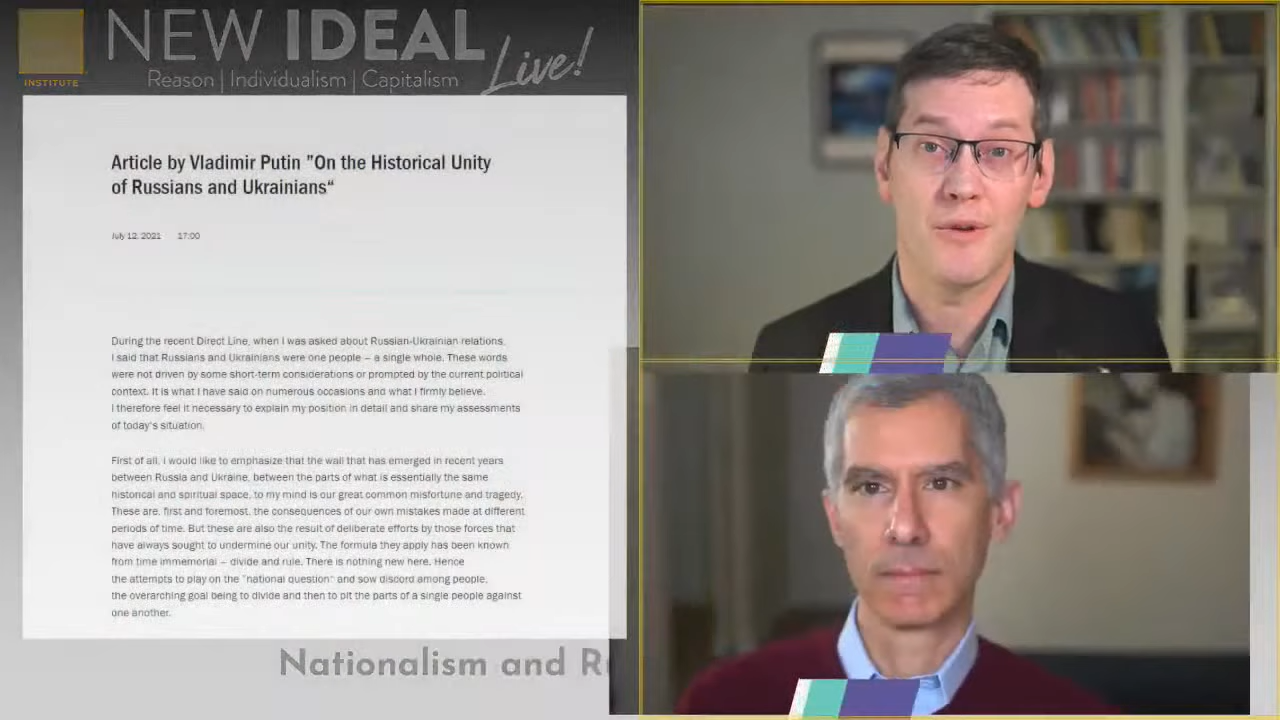 NEW IDEAL Live!
INSTITUTE
Reason | Individualism | Capitalism
Article by Vladimir Putin "On the Historical Unity
of Russians and Ukrainians“
July 12, 2021 17:00
During the recent Direct Line, when I was asked about Russian-Ukrainian relations,
I said that Russians and Ukrainians were one people – a single whole. These words
were not driven by some short-term considerations or prompted by the current political
context. It is what I have said on numerous occasions and what I firmly believe.
I therefore feel it necessary to explain my position in detail and share my assessments
of today's situation.
First of all, I would like to emphasize that the wall that has emerged in recent years
between Russia and Ukraine, between the parts of what is essentially the same
historical and spiritual space, to my mind is our great common misfortune and tragedy.
These are, first and foremost, the consequences of our own mistakes made at different
periods of time. But these are also the result of deliberate efforts by those forces that
have always sought to undermine our unity. The formula they apply has been known
from time immemorial – divide and rule. There is nothing new here. Hence
the attempts to play on the "national question" and sow discord among people,
the overarching goal being to divide and then to pit the parts of a single people against
one another.
Nationalism and